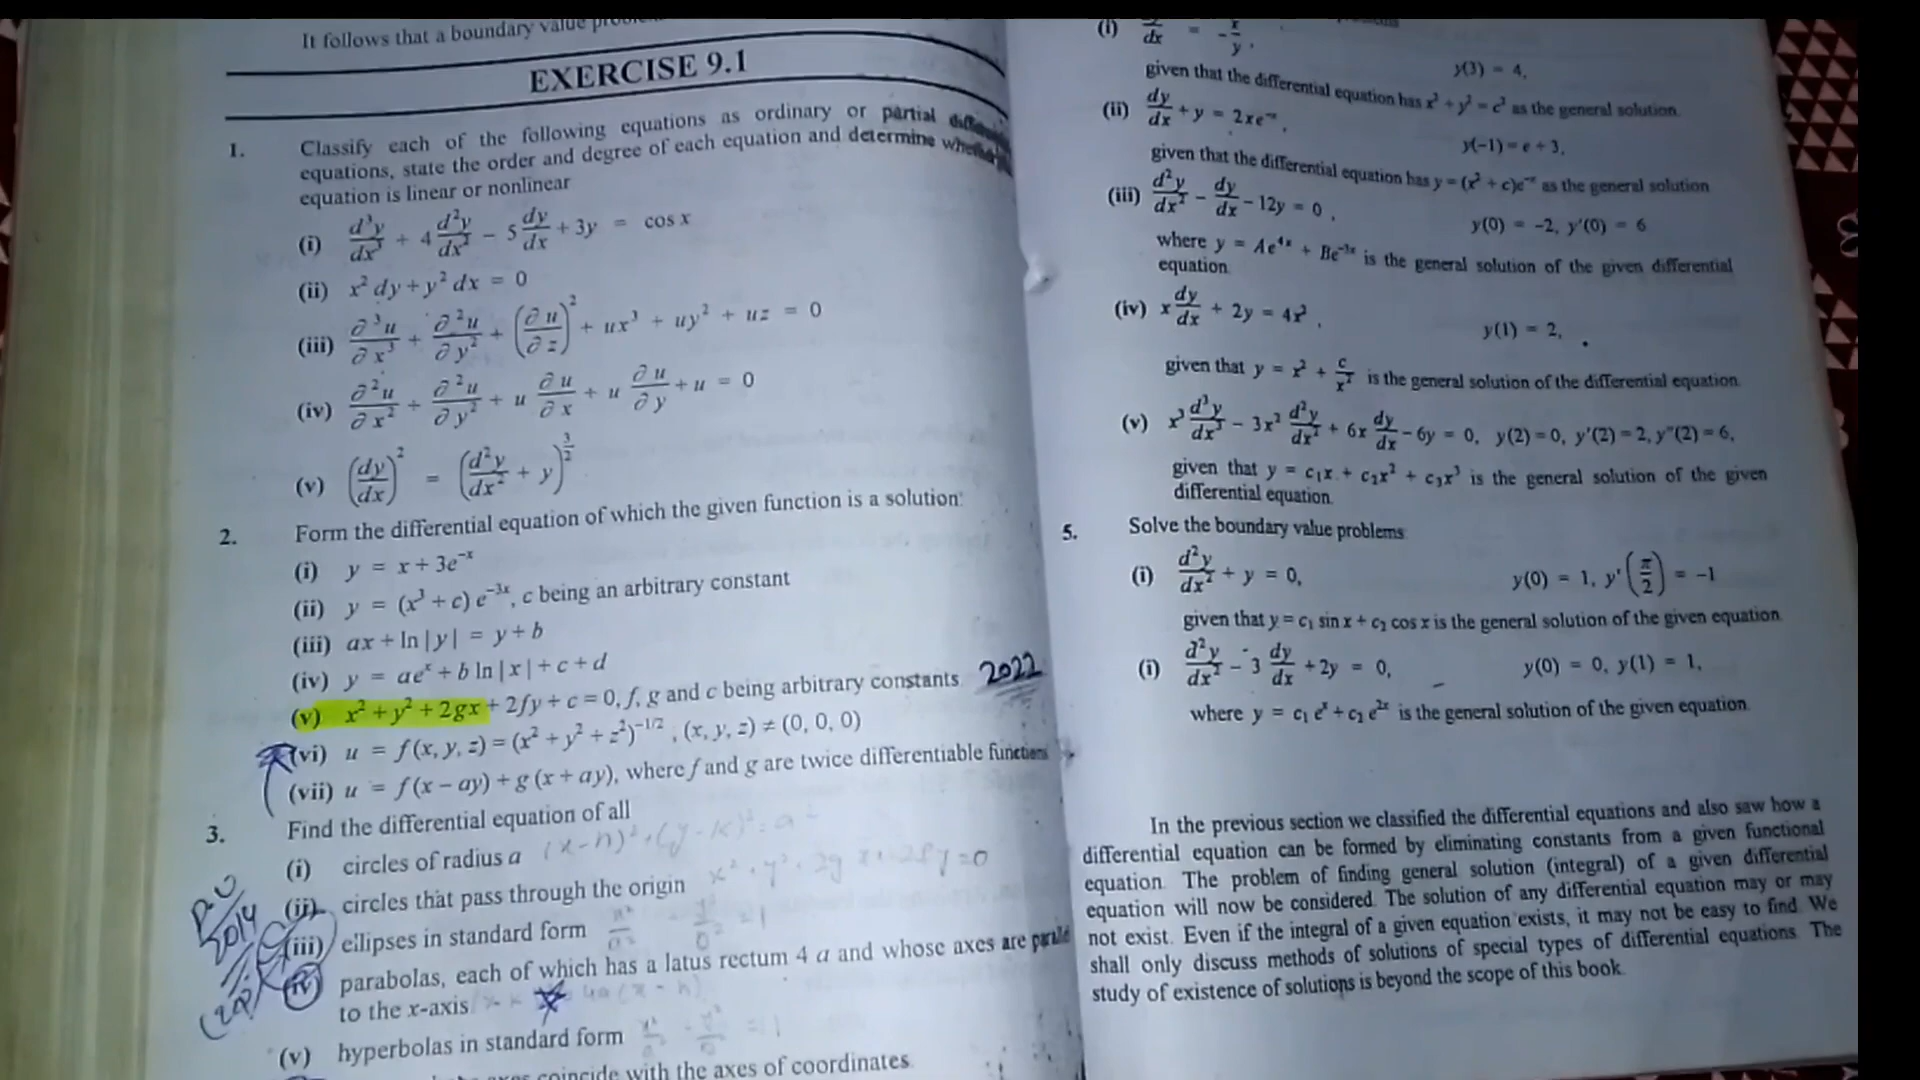 It follows that a boundary value
EXERCISE 9.1
1. Classify each of the following equations as ordinary or partial
equations, state the order and degree of each equation and determine
equation is linear or nonlinear
(i) d³y/dx³ + 4 d²y/dx² − 5 dy/dx + 3y = cos x
(ii) x² dy + y² dx = 0
(iii) ∂³u/∂x³ + ∂²u/∂y² + (∂u/∂z)² + ux³ + uy² + uz = 0
(iv) ∂²u/∂x² + ∂²u/∂y² + u ∂u/∂x + u ∂u/∂y + u = 0
(v) (dy/dx)² = (d²y/dx² + y)^(3/2)
2. Form the differential equation of which the given function is a solution:
(i) y = x + 3e^(−x)
(ii) y = (x³ + c) e^(−3x), c being an arbitrary constant
(iii) ax + ln |y| = y + b
(iv) y = ae^x + b ln |x| + c + d
(v) x² + y² + 2gx + 2fy + c = 0, f, g and c being arbitrary constants. 2022
(vi) u = f(x, y, z) = (x² + y² + z²)^(−1/2), (x, y, z) ≠ (0, 0, 0)
(vii) u = f(x − ay) + g(x + ay), where f and g are twice differentiable functions
3. Find the differential equation of all
(i) circles of radius a (x-h)²+(y-k)²=a²
(ii) circles that pass through the origin x²+y²+2gx+2fy=0
(iii) ellipses in standard form
(iv) parabolas, each of which has a latus rectum 4 a and whose axes are parallel
to the x-axis
(v) hyperbolas in standard form
coincide with the axes of coordinates.
(i) dy/dx = −x/y, y(3) = 4,
given that the differential equation has x² + y² = c² as the general solution.
(ii) dy/dx + y = 2xe^(−x), y(−1) = e + 3,
given that the differential equation has y = (x² + c)e^(−x) as the general solution
(iii) d²y/dx² − dy/dx − 12y = 0, y(0) = −2, y'(0) = 6
where y = Ae^(4x) + Be^(−3x) is the general solution of the given differential
equation.
(iv) x dy/dx + 2y = 4x², y(1) = 2,
given that y = x² + c/x² is the general solution of the differential equation.
(v) x³ d³y/dx³ − 3x² d²y/dx² + 6x dy/dx − 6y = 0, y(2) = 0, y'(2) = 2, y''(2) = 6,
given that y = c₁x + c₂x² + c₃x³ is the general solution of the given
differential equation.
5. Solve the boundary value problems
(i) d²y/dx² + y = 0, y(0) = 1, y'(π/2) = −1
given that y = c₁ sin x + c₂ cos x is the general solution of the given equation.
(i) d²y/dx² − 3 dy/dx + 2y = 0, y(0) = 0, y(1) = 1,
where y = c₁ e^x + c₂ e^(2x) is the general solution of the given equation.
In the previous section we classified the differential equations and also saw how a
differential equation can be formed by eliminating constants from a given functional
equation. The problem of finding general solution (integral) of a given differential
equation will now be considered. The solution of any differential equation may or may
not exist. Even if the integral of a given equation exists, it may not be easy to find. We
shall only discuss methods of solutions of special types of differential equations. The
study of existence of solutions is beyond the scope of this book.